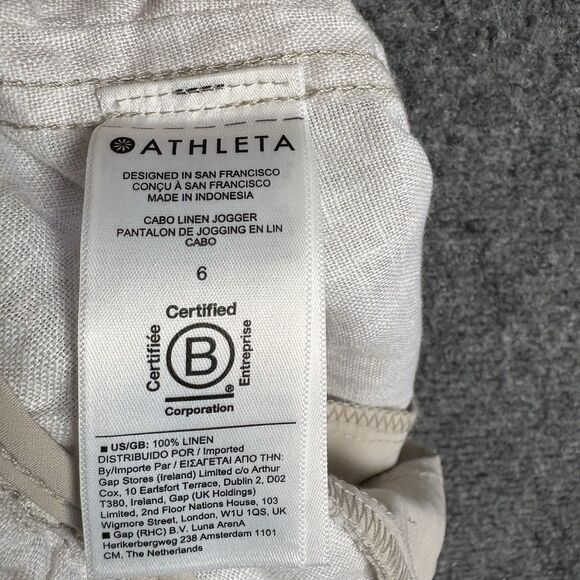 ATHLETA
DESIGNED IN SAN FRANCISCO
CONÇU À SAN FRANCISCO
MADE IN INDONESIA
CABO LINEN JOGGER
PANTALON DE JOGGING EN LIN
CABO
6
Certified
Certifiée
B
Entreprise
®
Corporation
■ US/GB: 100% LINEN
DISTRIBUIDO POR / Imported
By/Importe Par / ΕΙΣΑΓΕΤΑΙ ΑΠΟ ΤΗΝ:
Gap Stores (Ireland) Limited c/o Arthur
Cox, 10 Earlsfort Terrace, Dublin 2, D02
T380, Ireland, Gap (UK Holdings)
Limited, 2nd Floor Nations House, 103
Wigmore Street, London, W1U 1QS, UK
Gap (RHC) B.V. Luna ArenA
Herikerbergweg 238 Amsterdam 1101
CM, The Netherlands